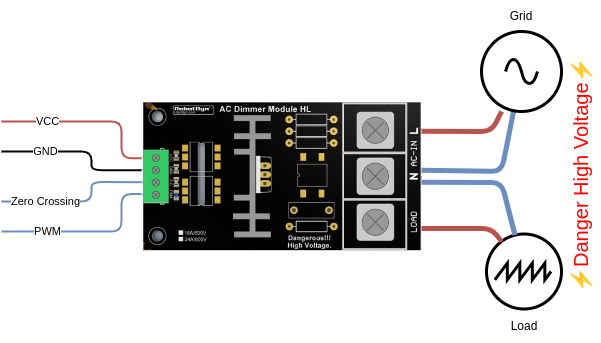 Grid
RobotDyn
AC Dimmer Module HL
VCC
GND
Zero Crossing
PWM
L
AC-IN
N
LOAD
16A/600V
24A/600V
Dangerous!!!
High Voltage.
Danger High Voltage
Load